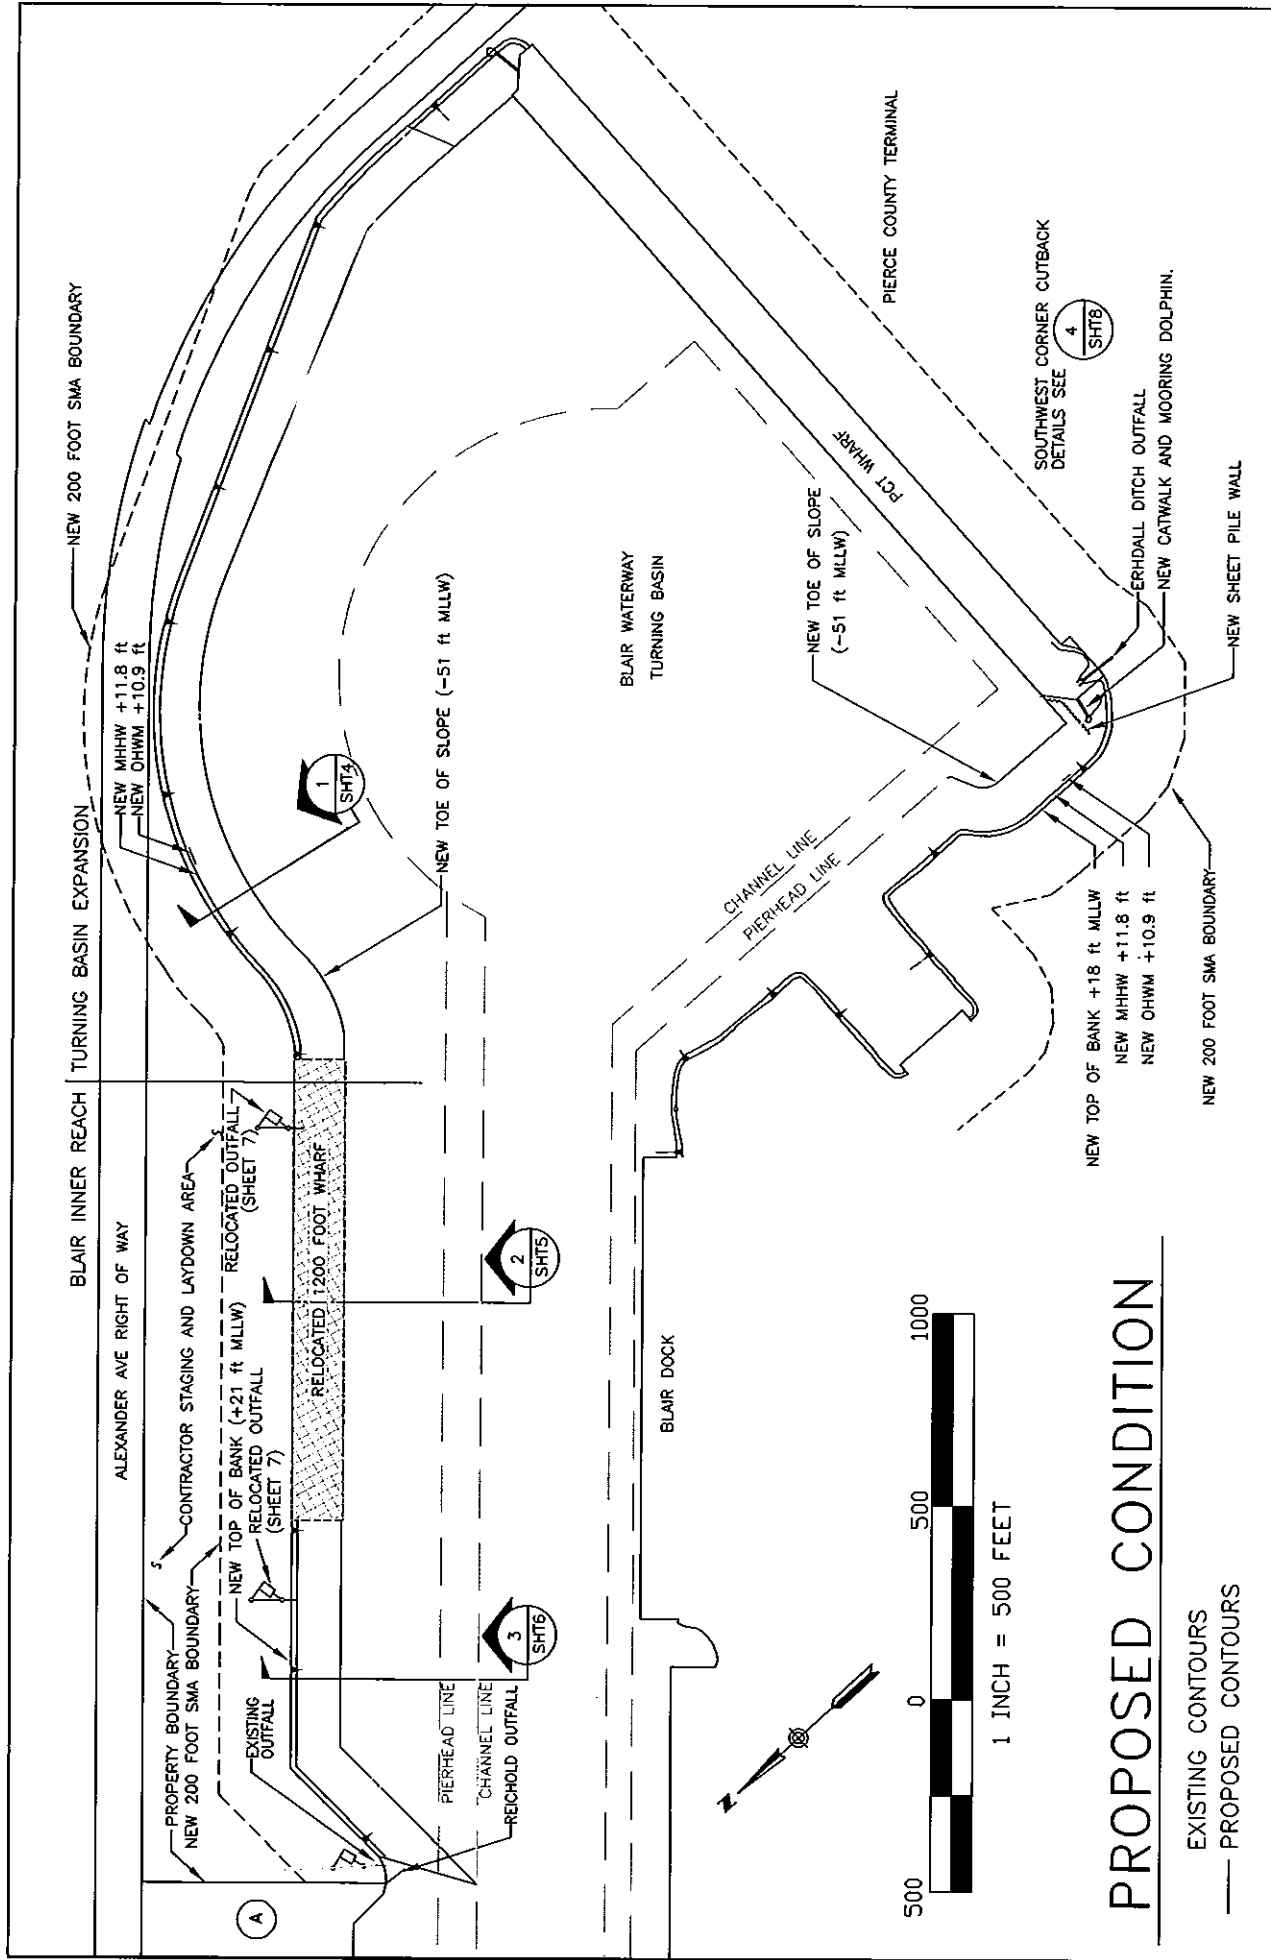 BLAIR INNER REACH
TURNING BASIN EXPANSION
NEW 200 FOOT SMA BOUNDARY
ALEXANDER AVE RIGHT OF WAY
NEW MHHW +11.8 ft
NEW OHWM +10.9 ft
PROPERTY BOUNDARY
S
CONTRACTOR STAGING AND LAYDOWN AREA
S
NEW 200 FOOT SMA BOUNDARY
NEW TOP OF BANK (+21 ft MLLW)
RELOCATED OUTFALL
(SHEET 7)
RELOCATED OUTFALL
(SHEET 7)
EXISTING
OUTFALL
A
RELOCATED 1200 FOOT WHARF
1
SHT4
2
SHT5
3
SHT6
NEW TOE OF SLOPE (-51 ft MLLW)
PIERHEAD LINE
CHANNEL LINE
REICHOLD OUTFALL
BLAIR WATERWAY
TURNING BASIN
PCT WHARF
PIERCE COUNTY TERMINAL
NEW TOE OF SLOPE
(-51 ft MLLW)
CHANNEL LINE
PIERHEAD LINE
SOUTHWEST CORNER CUTBACK
DETAILS SEE
4
SHT8
ERHDALL DITCH OUTFALL
NEW CATWALK AND MOORING DOLPHIN.
NEW SHEET PILE WALL
NEW TOP OF BANK +18 ft MLLW
NEW MHHW +11.8 ft
NEW OHWM +10.9 ft
NEW 200 FOOT SMA BOUNDARY
BLAIR DOCK
N
500 0 500 1000
1 INCH = 500 FEET
PROPOSED CONDITION
EXISTING CONTOURS
PROPOSED CONTOURS